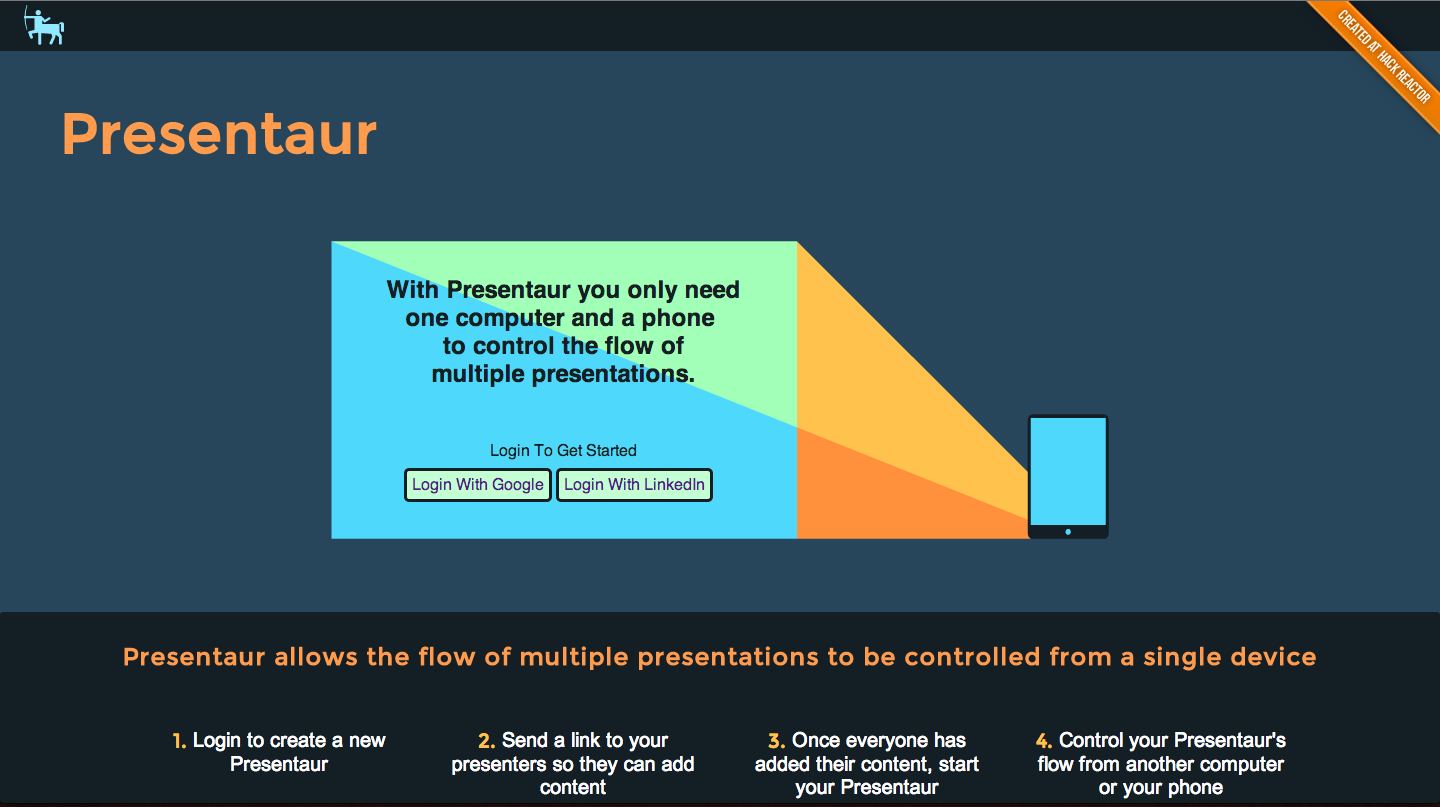 CREATED AT HACK REACTOR
Presentaur
With Presentaur you only need
one computer and a phone
to control the flow of
multiple presentations.
Login To Get Started
Login With Google
Login With LinkedIn
Presentaur allows the flow of multiple presentations to be controlled from a single device
1. Login to create a new
Presentaur
2. Send a link to your
presenters so they can add
content
3. Once everyone has
added their content, start
your Presentaur
4. Control your Presentaur's
flow from another computer
or your phone